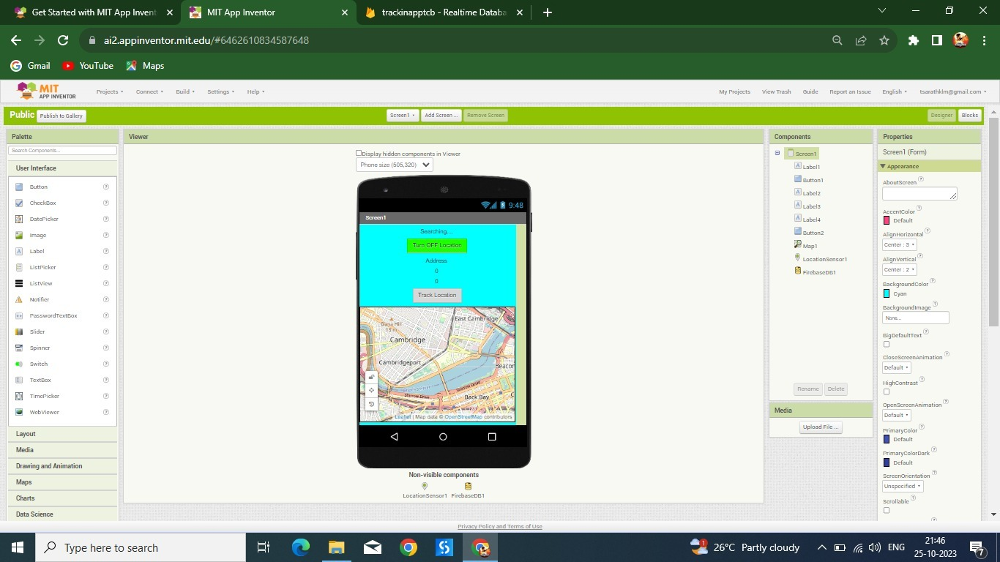 Get Started with MIT App Invent
MIT App Inventor
trackinapptcb - Realtime Databa
ai2.appinventor.mit.edu/#6462610834587648
Gmail
YouTube
Maps
MIT
APP INVENTOR
Projects
Connect
Build
Settings
Help
My Projects
View Trash
Guide
Report an Issue
English
tsarathklm@gmail.com
Public
Publish to Gallery
Screen1
Add Screen ...
Remove Screen
Designer
Blocks
Palette
Search Components...
User Interface
Button
CheckBox
DatePicker
Image
Label
ListPicker
ListView
Notifier
PasswordTextBox
Slider
Spinner
Switch
TextBox
TimePicker
WebViewer
Layout
Media
Drawing and Animation
Maps
Charts
Data Science
Viewer
Display hidden components in Viewer
Phone size (505,320)
9:48
Screen1
Searching....
Turn OFF Location
Address
0
0
Track Location
East Cambridge
Dana Hill
13 m
Cambridge
Cambridgeport
Beacon
Storrow Drive
Storrow Drive
Back Bay
Leaflet | Map data © OpenStreetMap contributors
Non-visible components
LocationSensor1
FirebaseDB1
Components
Screen1
Label1
Button1
Label2
Label3
Label4
Button2
Map1
LocationSensor1
FirebaseDB1
Rename
Delete
Media
Upload File ...
Properties
Screen1 (Form)
Appearance
AboutScreen
AccentColor
Default
AlignHorizontal
Center : 3
AlignVertical
Center : 2
BackgroundColor
Cyan
BackgroundImage
None...
BigDefaultText
CloseScreenAnimation
Default
HighContrast
OpenScreenAnimation
Default
PrimaryColor
Default
PrimaryColorDark
Default
ScreenOrientation
Unspecified
Scrollable
Privacy Policy and Terms of Use
Type here to search
1
26°C Partly cloudy
ENG
21:46
25-10-2023
7